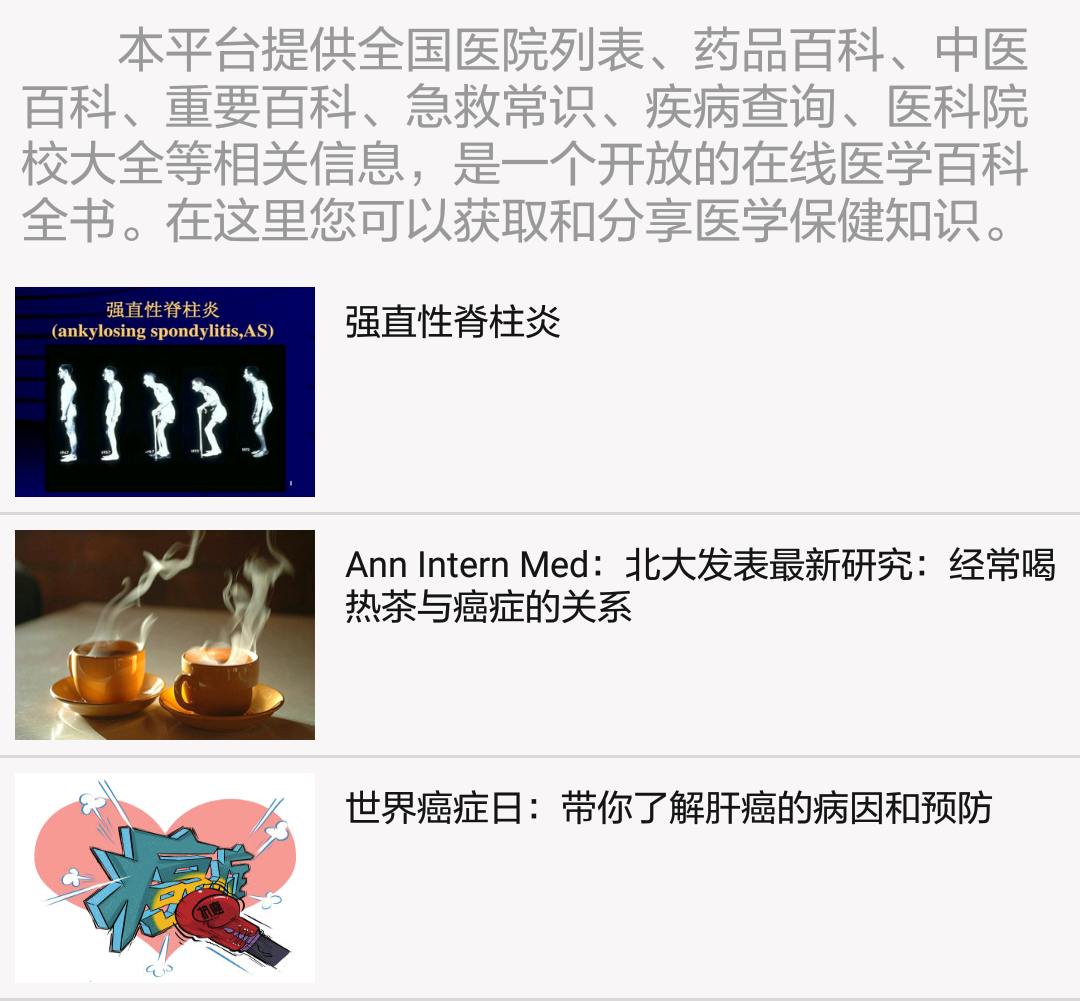 本平台提供全国医院列表、药品百科、中医
百科、重要百科、急救常识、疾病查询、医科院
校大全等相关信息，是一个开放的在线医学百科
全书。在这里您可以获取和分享医学保健知识。
强直性脊柱炎
(ankylosing spondylitis,AS)
强直性脊柱炎
Ann Intern Med：北大发表最新研究：经常喝
热茶与癌症的关系
世界癌症日：带你了解肝癌的病因和预防
癌症
抗癌